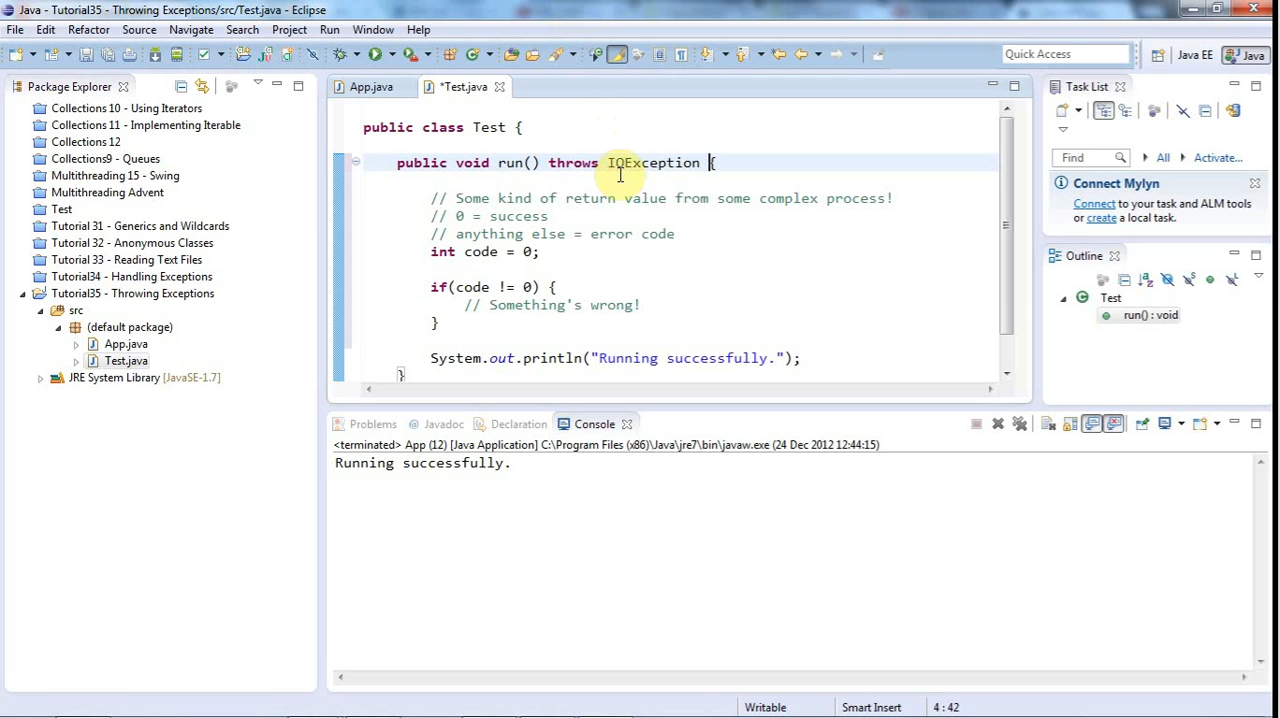 Java - Tutorial35 - Throwing Exceptions/src/Test.java - Eclipse
File Edit Refactor Source Navigate Search Project Run Window Help
Quick Access Java EE Java
Package Explorer
Collections 10 - Using Iterators
Collections 11 - Implementing Iterable
Collections 12
Collections9 - Queues
Multithreading 15 - Swing
Multithreading Advent
Test
Tutorial 31 - Generics and Wildcards
Tutorial 32 - Anonymous Classes
Tutorial 33 - Reading Text Files
Tutorial34 - Handling Exceptions
Tutorial35 - Throwing Exceptions
src
(default package)
App.java
Test.java
JRE System Library [JavaSE-1.7]
App.java *Test.java
public class Test {
public void run() throws IOException {
// Some kind of return value from some complex process!
// 0 = success
// anything else = error code
int code = 0;
if(code != 0) {
// Something's wrong!
}
System.out.println("Running successfully.");
}
Task List
Find All Activate...
Connect Mylyn
Connect to your task and ALM tools
or create a local task.
Outline
Test
run() : void
Problems @ Javadoc Declaration Console
<terminated> App (12) [Java Application] C:\Program Files (x86)\Java\jre7\bin\javaw.exe (24 Dec 2012 12:44:15)
Running successfully.
Writable Smart Insert 4 : 42